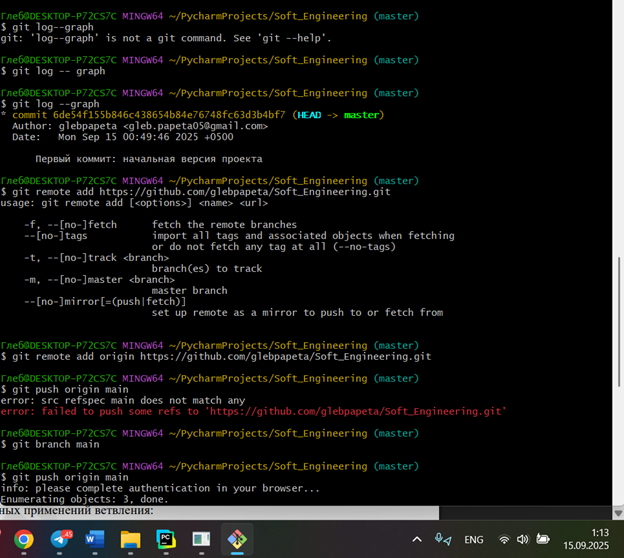 Глеб@DESKTOP-P72CS7C MINGW64 ~/PycharmProjects/Soft_Engineering (master)
$ git log--graph
git: 'log--graph' is not a git command. See 'git --help'.
Глеб@DESKTOP-P72CS7C MINGW64 ~/PycharmProjects/Soft_Engineering (master)
$ git log -- graph
Глеб@DESKTOP-P72CS7C MINGW64 ~/PycharmProjects/Soft_Engineering (master)
$ git log --graph
* commit 6de54f155b846c438654b84e76748fc63d3b4bf7 (HEAD -> master)
Author: glebpapeta <gleb.papeta05@gmail.com>
Date:   Mon Sep 15 00:49:46 2025 +0500
Первый коммит: начальная версия проекта
Глеб@DESKTOP-P72CS7C MINGW64 ~/PycharmProjects/Soft_Engineering (master)
$ git remote add https://github.com/glebpapeta/Soft_Engineering.git
usage: git remote add [<options>] <name> <url>
-f, --[no-]fetch      fetch the remote branches
--[no-]tags           import all tags and associated objects when fetching
or do not fetch any tag at all (--no-tags)
-t, --[no-]track <branch>
branch(es) to track
-m, --[no-]master <branch>
master branch
--[no-]mirror[=(push|fetch)]
set up remote as a mirror to push to or fetch from
Глеб@DESKTOP-P72CS7C MINGW64 ~/PycharmProjects/Soft_Engineering (master)
$ git remote add origin https://github.com/glebpapeta/Soft_Engineering.git
Глеб@DESKTOP-P72CS7C MINGW64 ~/PycharmProjects/Soft_Engineering (master)
$ git push origin main
error: src refspec main does not match any
error: failed to push some refs to 'https://github.com/glebpapeta/Soft_Engineering.git'
Глеб@DESKTOP-P72CS7C MINGW64 ~/PycharmProjects/Soft_Engineering (master)
$ git branch main
Глеб@DESKTOP-P72CS7C MINGW64 ~/PycharmProjects/Soft_Engineering (master)
$ git push origin main
info: please complete authentication in your browser...
Enumerating objects: 3, done.
ных применений ветвления:
45
W
PC
ENG
1:13
15.09.2025